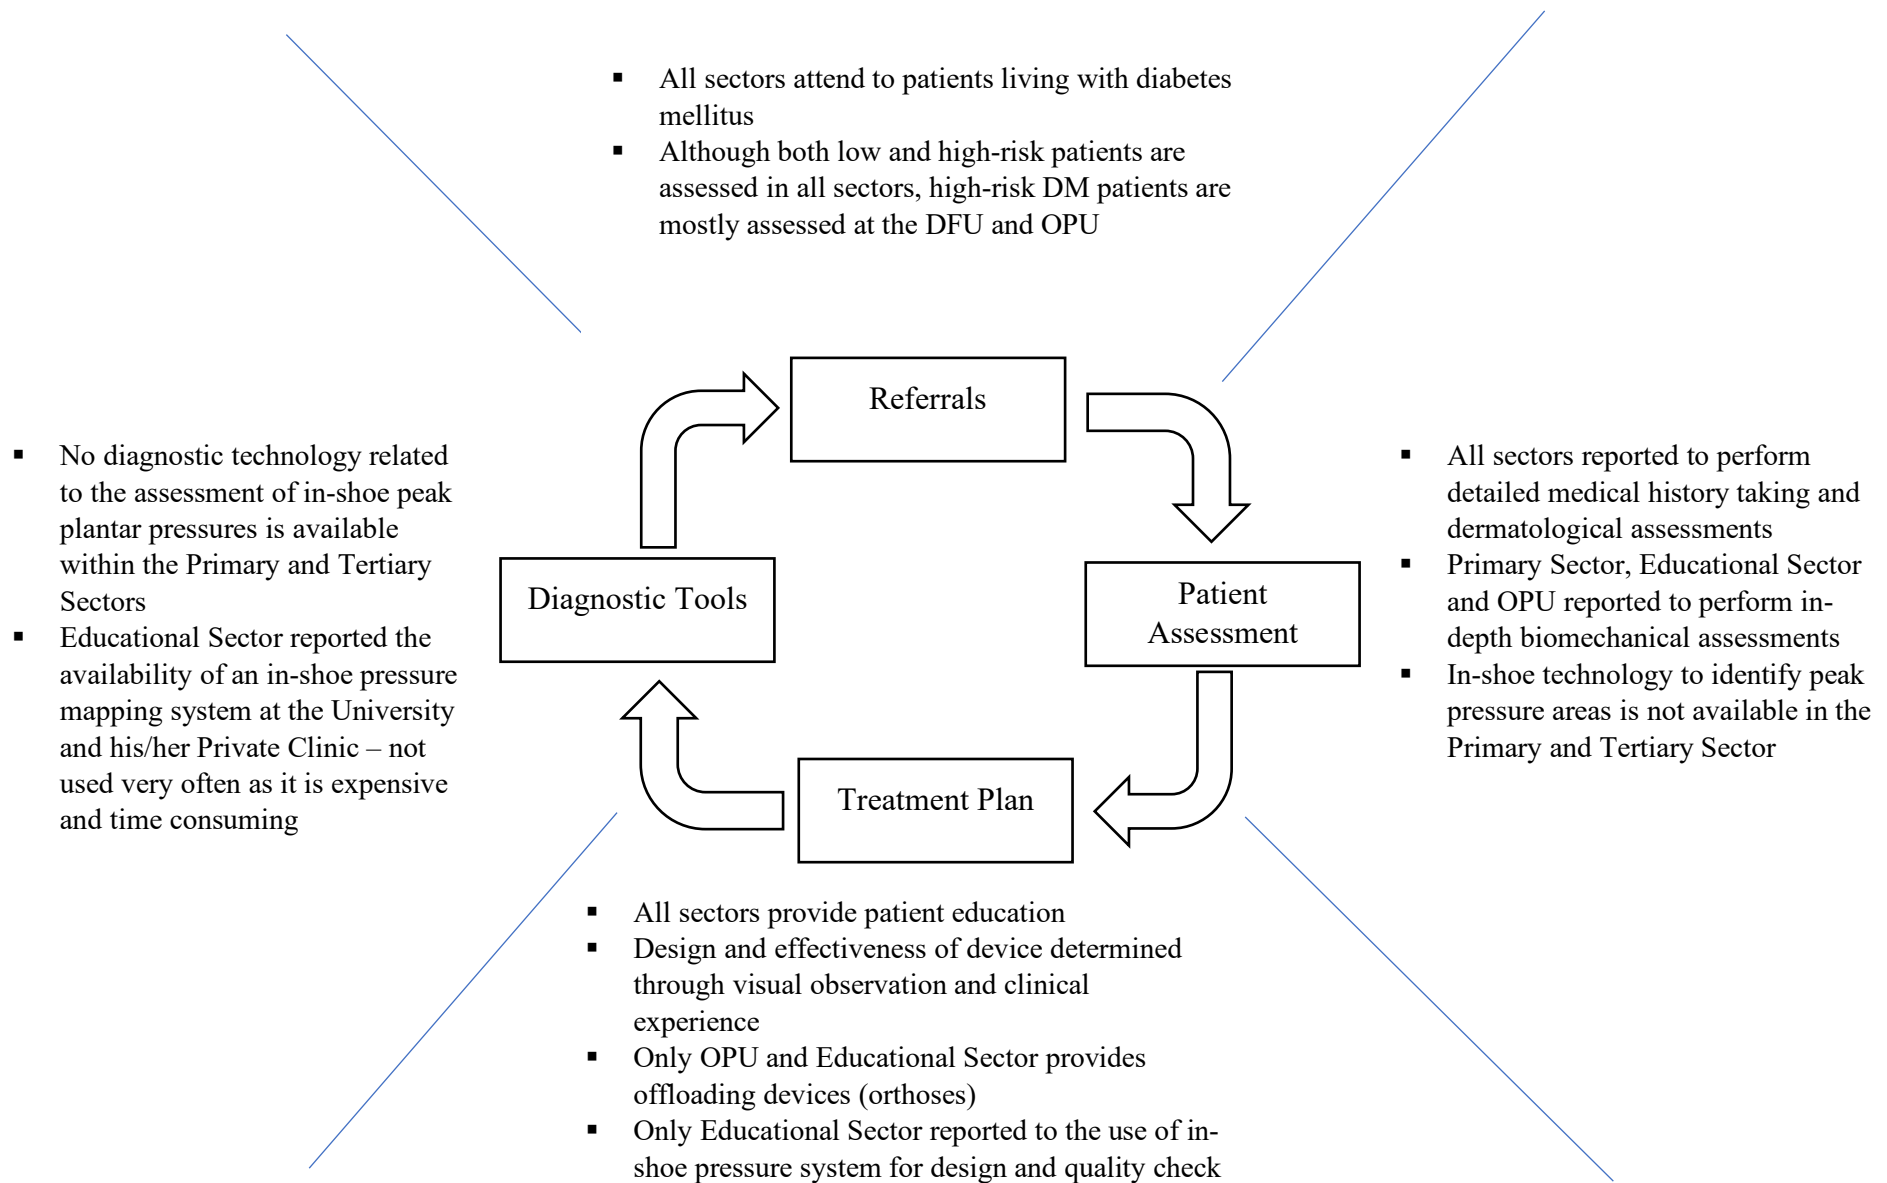 ▪ All sectors attend to patients living with diabetes
mellitus
▪ Although both low and high-risk patients are
assessed in all sectors, high-risk DM patients are
mostly assessed at the DFU and OPU
Referrals
▪ No diagnostic technology related
to the assessment of in-shoe peak
plantar pressures is available
within the Primary and Tertiary
Sectors
▪ Educational Sector reported the
availability of an in-shoe pressure
mapping system at the University
and his/her Private Clinic – not
used very often as it is expensive
and time consuming
Diagnostic Tools
Patient
Assessment
▪ All sectors reported to perform
detailed medical history taking and
dermatological assessments
▪ Primary Sector, Educational Sector
and OPU reported to perform in-
depth biomechanical assessments
▪ In-shoe technology to identify peak
pressure areas is not available in the
Primary and Tertiary Sector
Treatment Plan
▪ All sectors provide patient education
▪ Design and effectiveness of device determined
through visual observation and clinical
experience
▪ Only OPU and Educational Sector provides
offloading devices (orthoses)
▪ Only Educational Sector reported to the use of in-
shoe pressure system for design and quality check